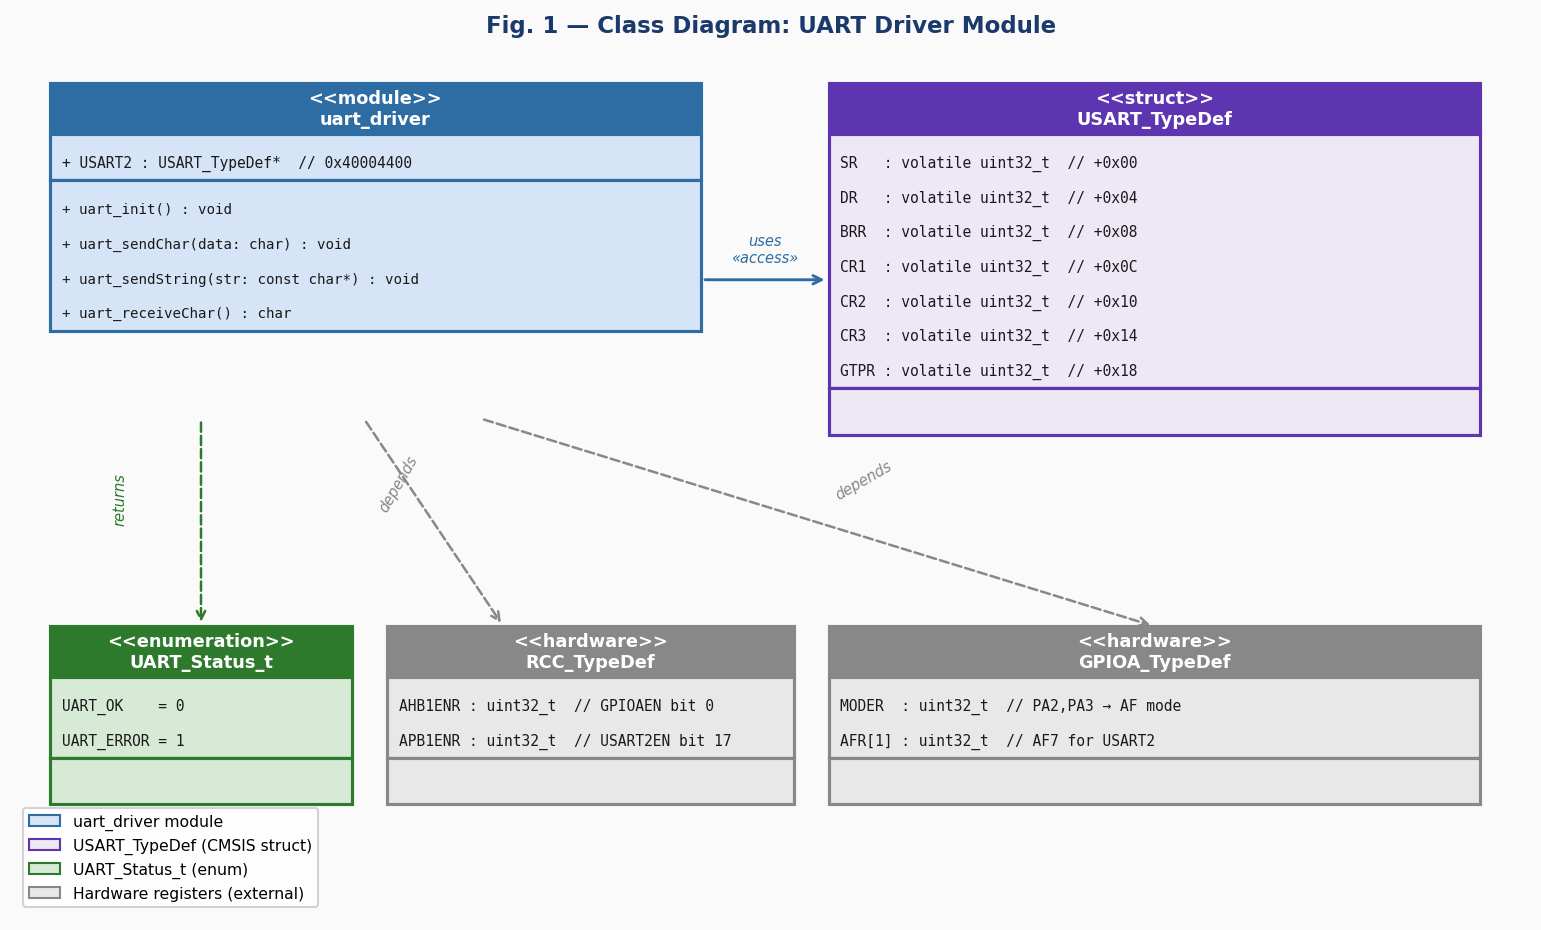 Fig. 1 — Class Diagram: UART Driver Module
<<module>>
uart_driver
+ USART2 : USART_TypeDef*  // 0x40004400
+ uart_init() : void
+ uart_sendChar(data: char) : void
+ uart_sendString(str: const char*) : void
+ uart_receiveChar() : char
uses
«access»
<<struct>>
USART_TypeDef
SR   : volatile uint32_t  // +0x00
DR   : volatile uint32_t  // +0x04
BRR  : volatile uint32_t  // +0x08
CR1  : volatile uint32_t  // +0x0C
CR2  : volatile uint32_t  // +0x10
CR3  : volatile uint32_t  // +0x14
GTPR : volatile uint32_t  // +0x18
returns
depends
depends
<<enumeration>>
UART_Status_t
UART_OK    = 0
UART_ERROR = 1
<<hardware>>
RCC_TypeDef
AHB1ENR : uint32_t  // GPIOAEN bit 0
APB1ENR : uint32_t  // USART2EN bit 17
<<hardware>>
GPIOA_TypeDef
MODER  : uint32_t  // PA2,PA3 → AF mode
AFR[1] : uint32_t  // AF7 for USART2
uart_driver module
USART_TypeDef (CMSIS struct)
UART_Status_t (enum)
Hardware registers (external)